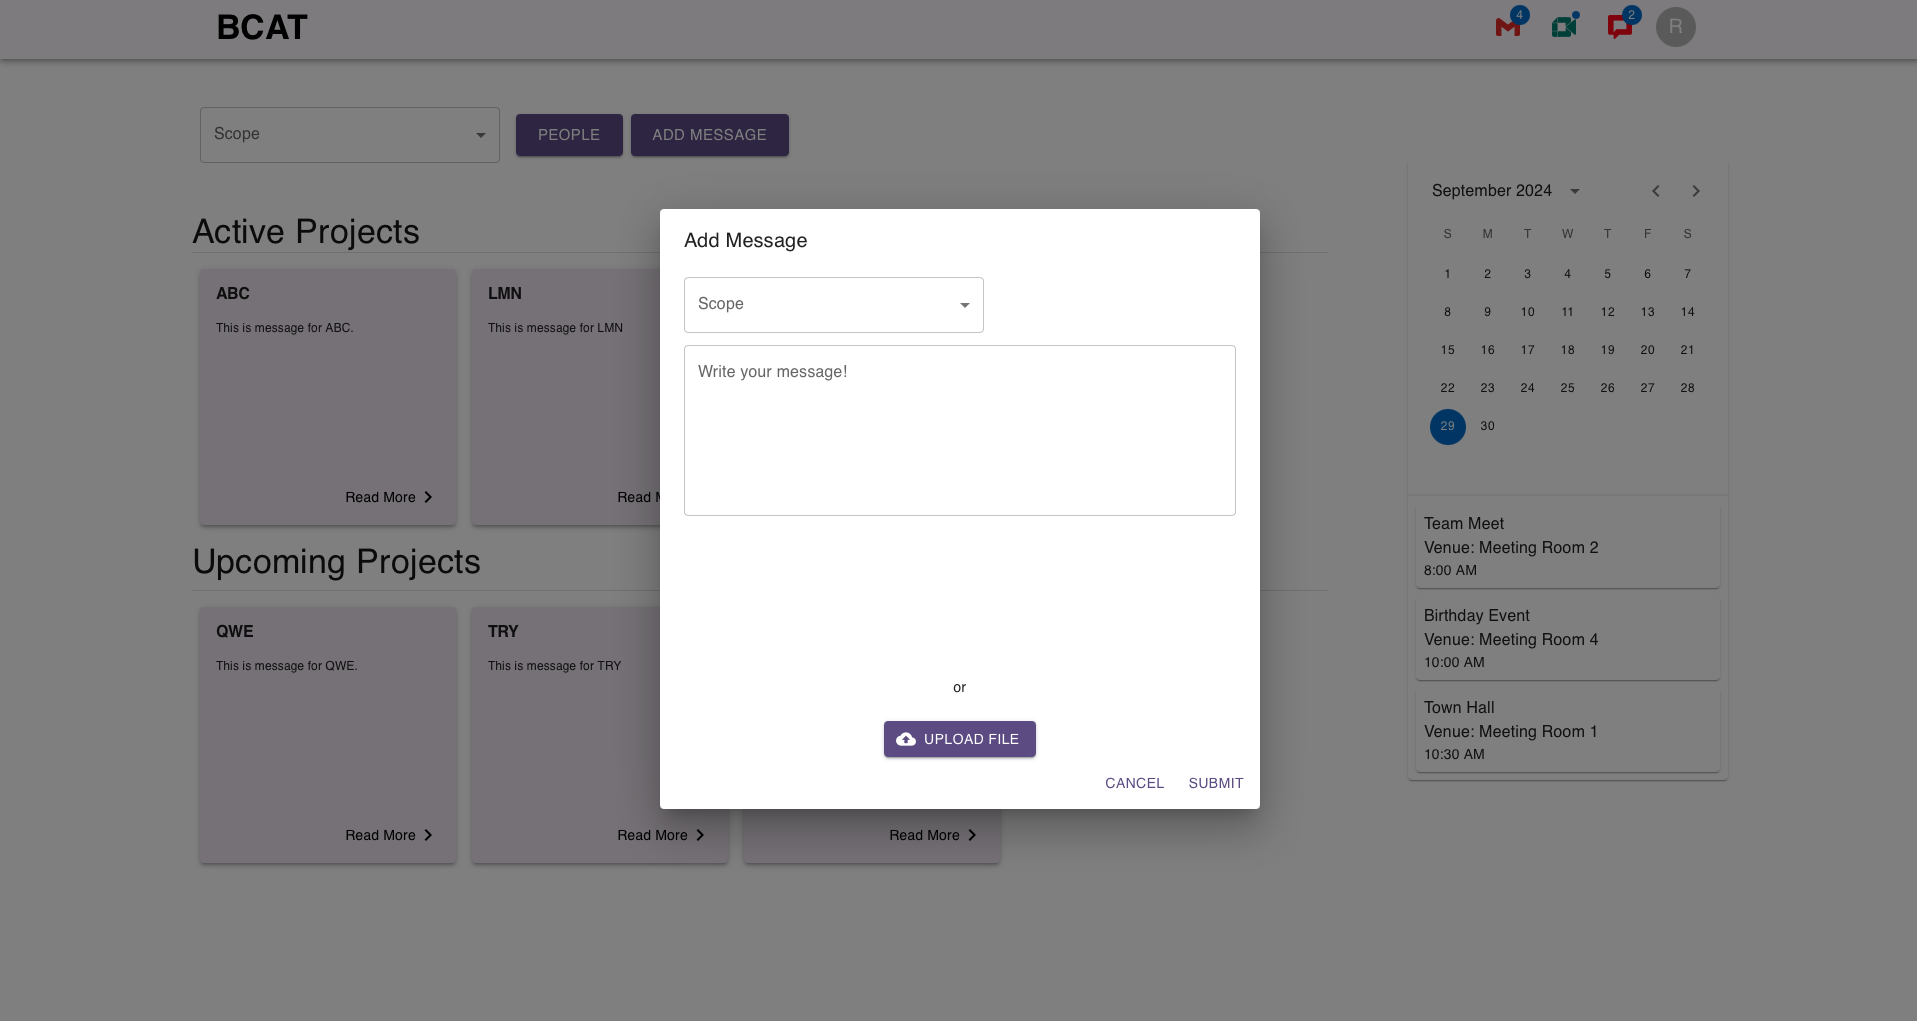 BCAT
4
2
R
Scope
PEOPLE
ADD MESSAGE
Active Projects
ABC
This is message for ABC.
Read More
LMN
This is message for LMN
Read M
Upcoming Projects
QWE
This is message for QWE.
Read More
TRY
This is message for TRY
Read More
Read More
Add Message
Scope
Write your message!
or
UPLOAD FILE
CANCEL SUBMIT
September 2024
S M T W T F S
1 2 3 4 5 6 7
8 9 10 11 12 13 14
15 16 17 18 19 20 21
22 23 24 25 26 27 28
29 30
Team Meet
Venue: Meeting Room 2
8:00 AM
Birthday Event
Venue: Meeting Room 4
10:00 AM
Town Hall
Venue: Meeting Room 1
10:30 AM